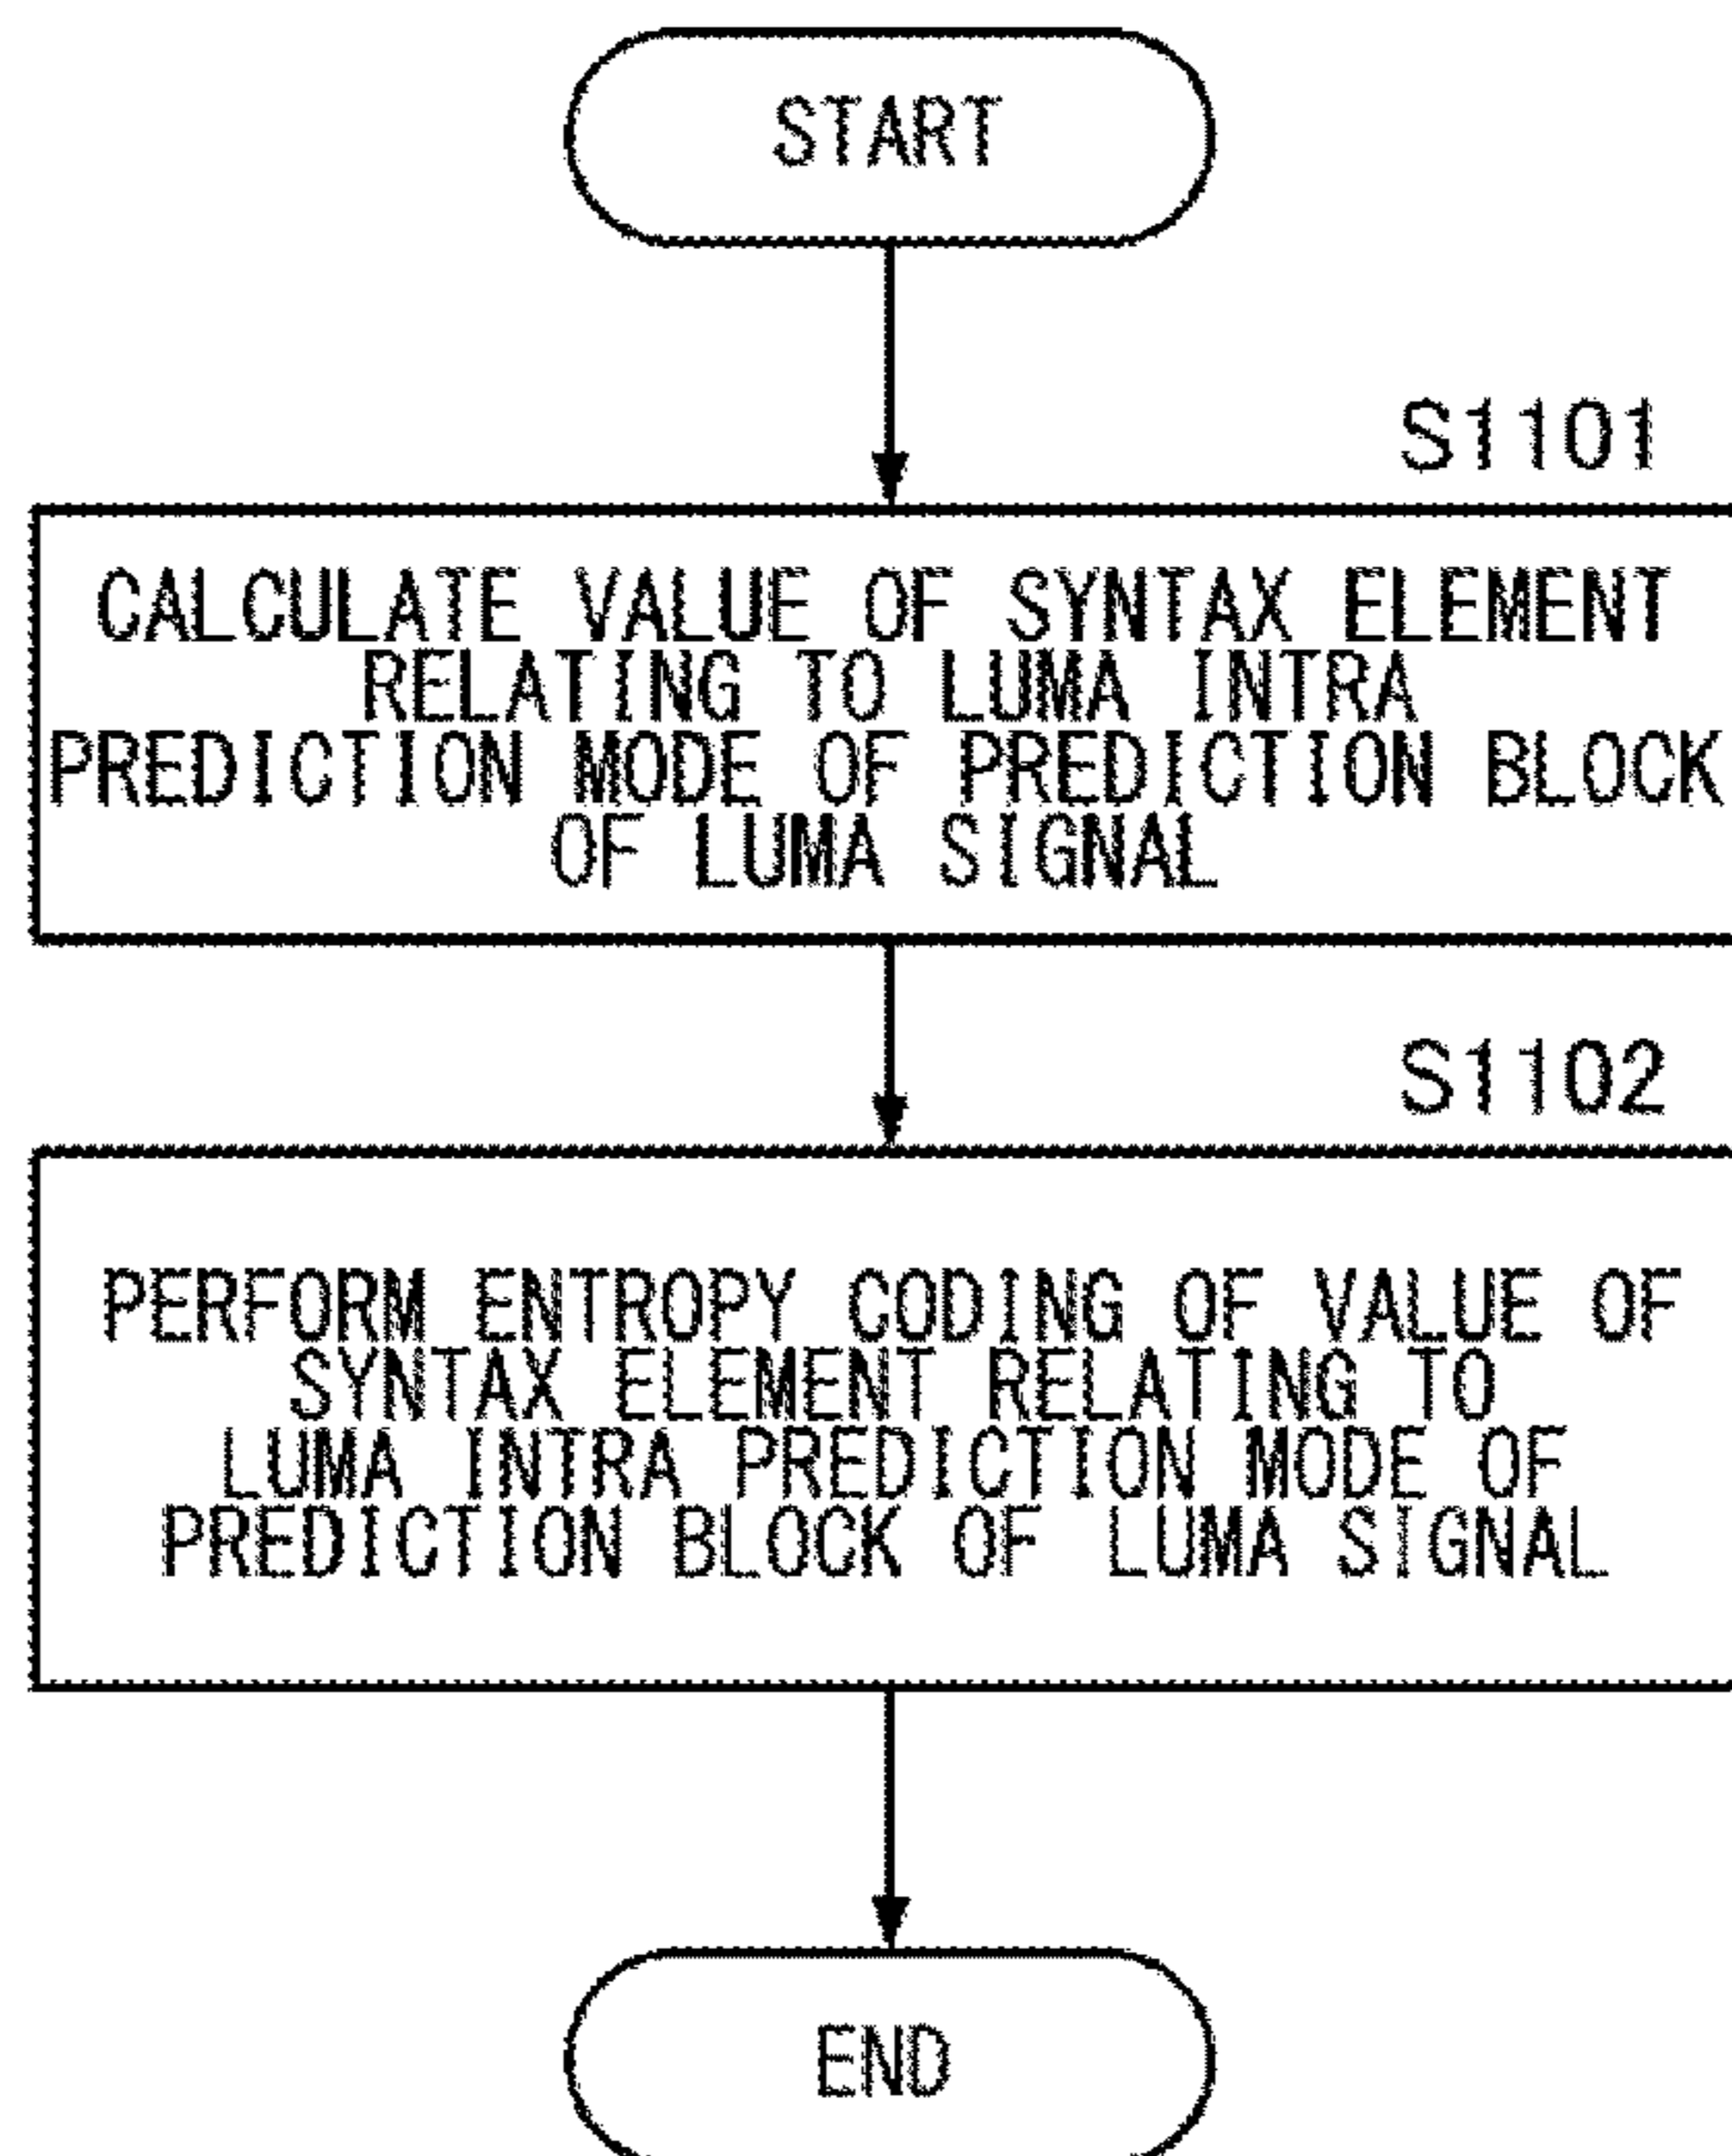 START
S1101
CALCULATE VALUE OF SYNTAX ELEMENT
RELATING TO LUMA INTRA
PREDICTION MODE OF PREDICTION BLOCK
OF LUMA SIGNAL
S1102
PERFORM ENTROPY CODING OF VALUE OF
SYNTAX ELEMENT RELATING TO
LUMA INTRA PREDICTION MODE OF
PREDICTION BLOCK OF LUMA SIGNAL
END